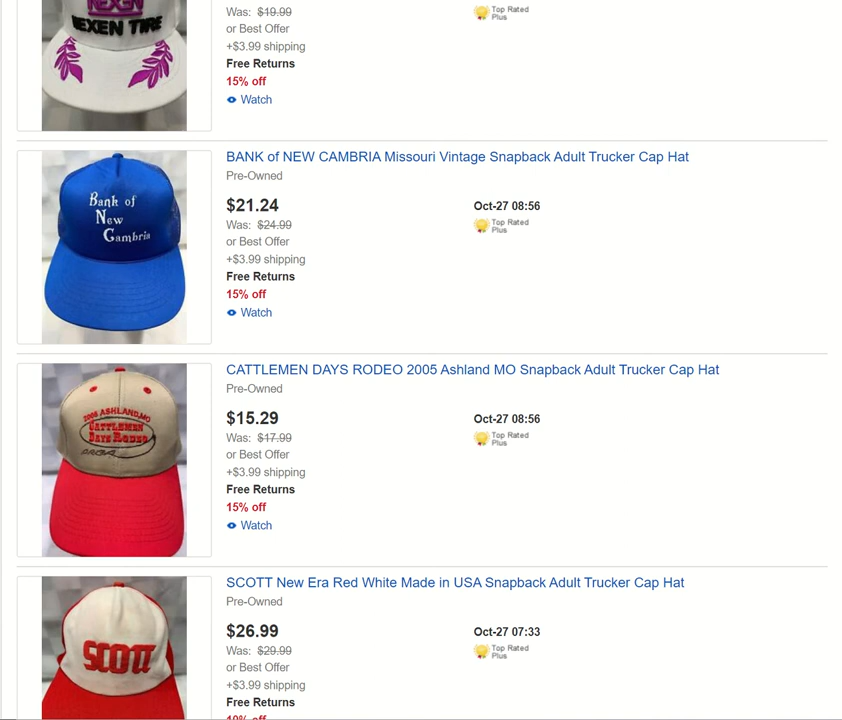 NEXEN
NEXEN TIRE
Was: $19.99
or Best Offer
+$3.99 shipping
Free Returns
15% off
Watch
Top Rated
Plus
Bank of
New
Cambria
BANK of NEW CAMBRIA Missouri Vintage Snapback Adult Trucker Cap Hat
Pre-Owned
$21.24
Was: $24.99
or Best Offer
+$3.99 shipping
Free Returns
15% off
Watch
Oct-27 08:56
Top Rated
Plus
ASHLAND,MO
CATTLEMEN
DAYS RODEO
CATTLEMEN DAYS RODEO 2005 Ashland MO Snapback Adult Trucker Cap Hat
Pre-Owned
$15.29
Was: $17.99
or Best Offer
+$3.99 shipping
Free Returns
15% off
Watch
Oct-27 08:56
Top Rated
Plus
SCOTT
SCOTT New Era Red White Made in USA Snapback Adult Trucker Cap Hat
Pre-Owned
$26.99
Was: $29.99
or Best Offer
+$3.99 shipping
Free Returns
10% off
Oct-27 07:33
Top Rated
Plus